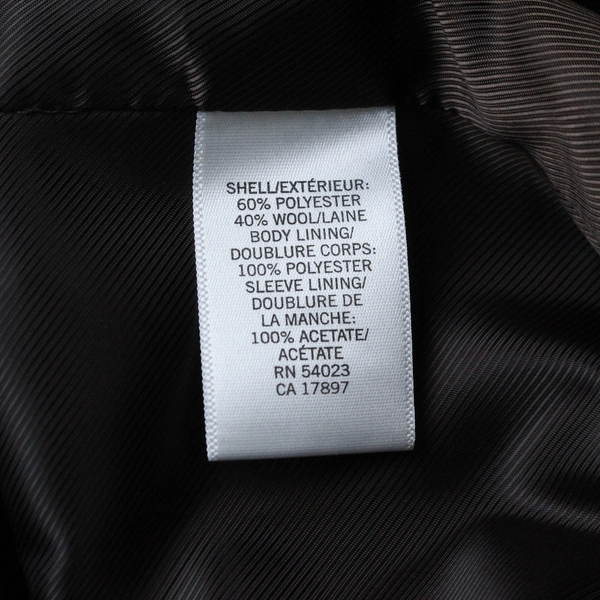 SHELL/EXTÉRIEUR:
60% POLYESTER
40% WOOL/LAINE
BODY LINING/
DOUBLURE CORPS:
100% POLYESTER
SLEEVE LINING/
DOUBLURE DE
LA MANCHE:
100% ACETATE/
ACÉTATE
RN 54023
CA 17897